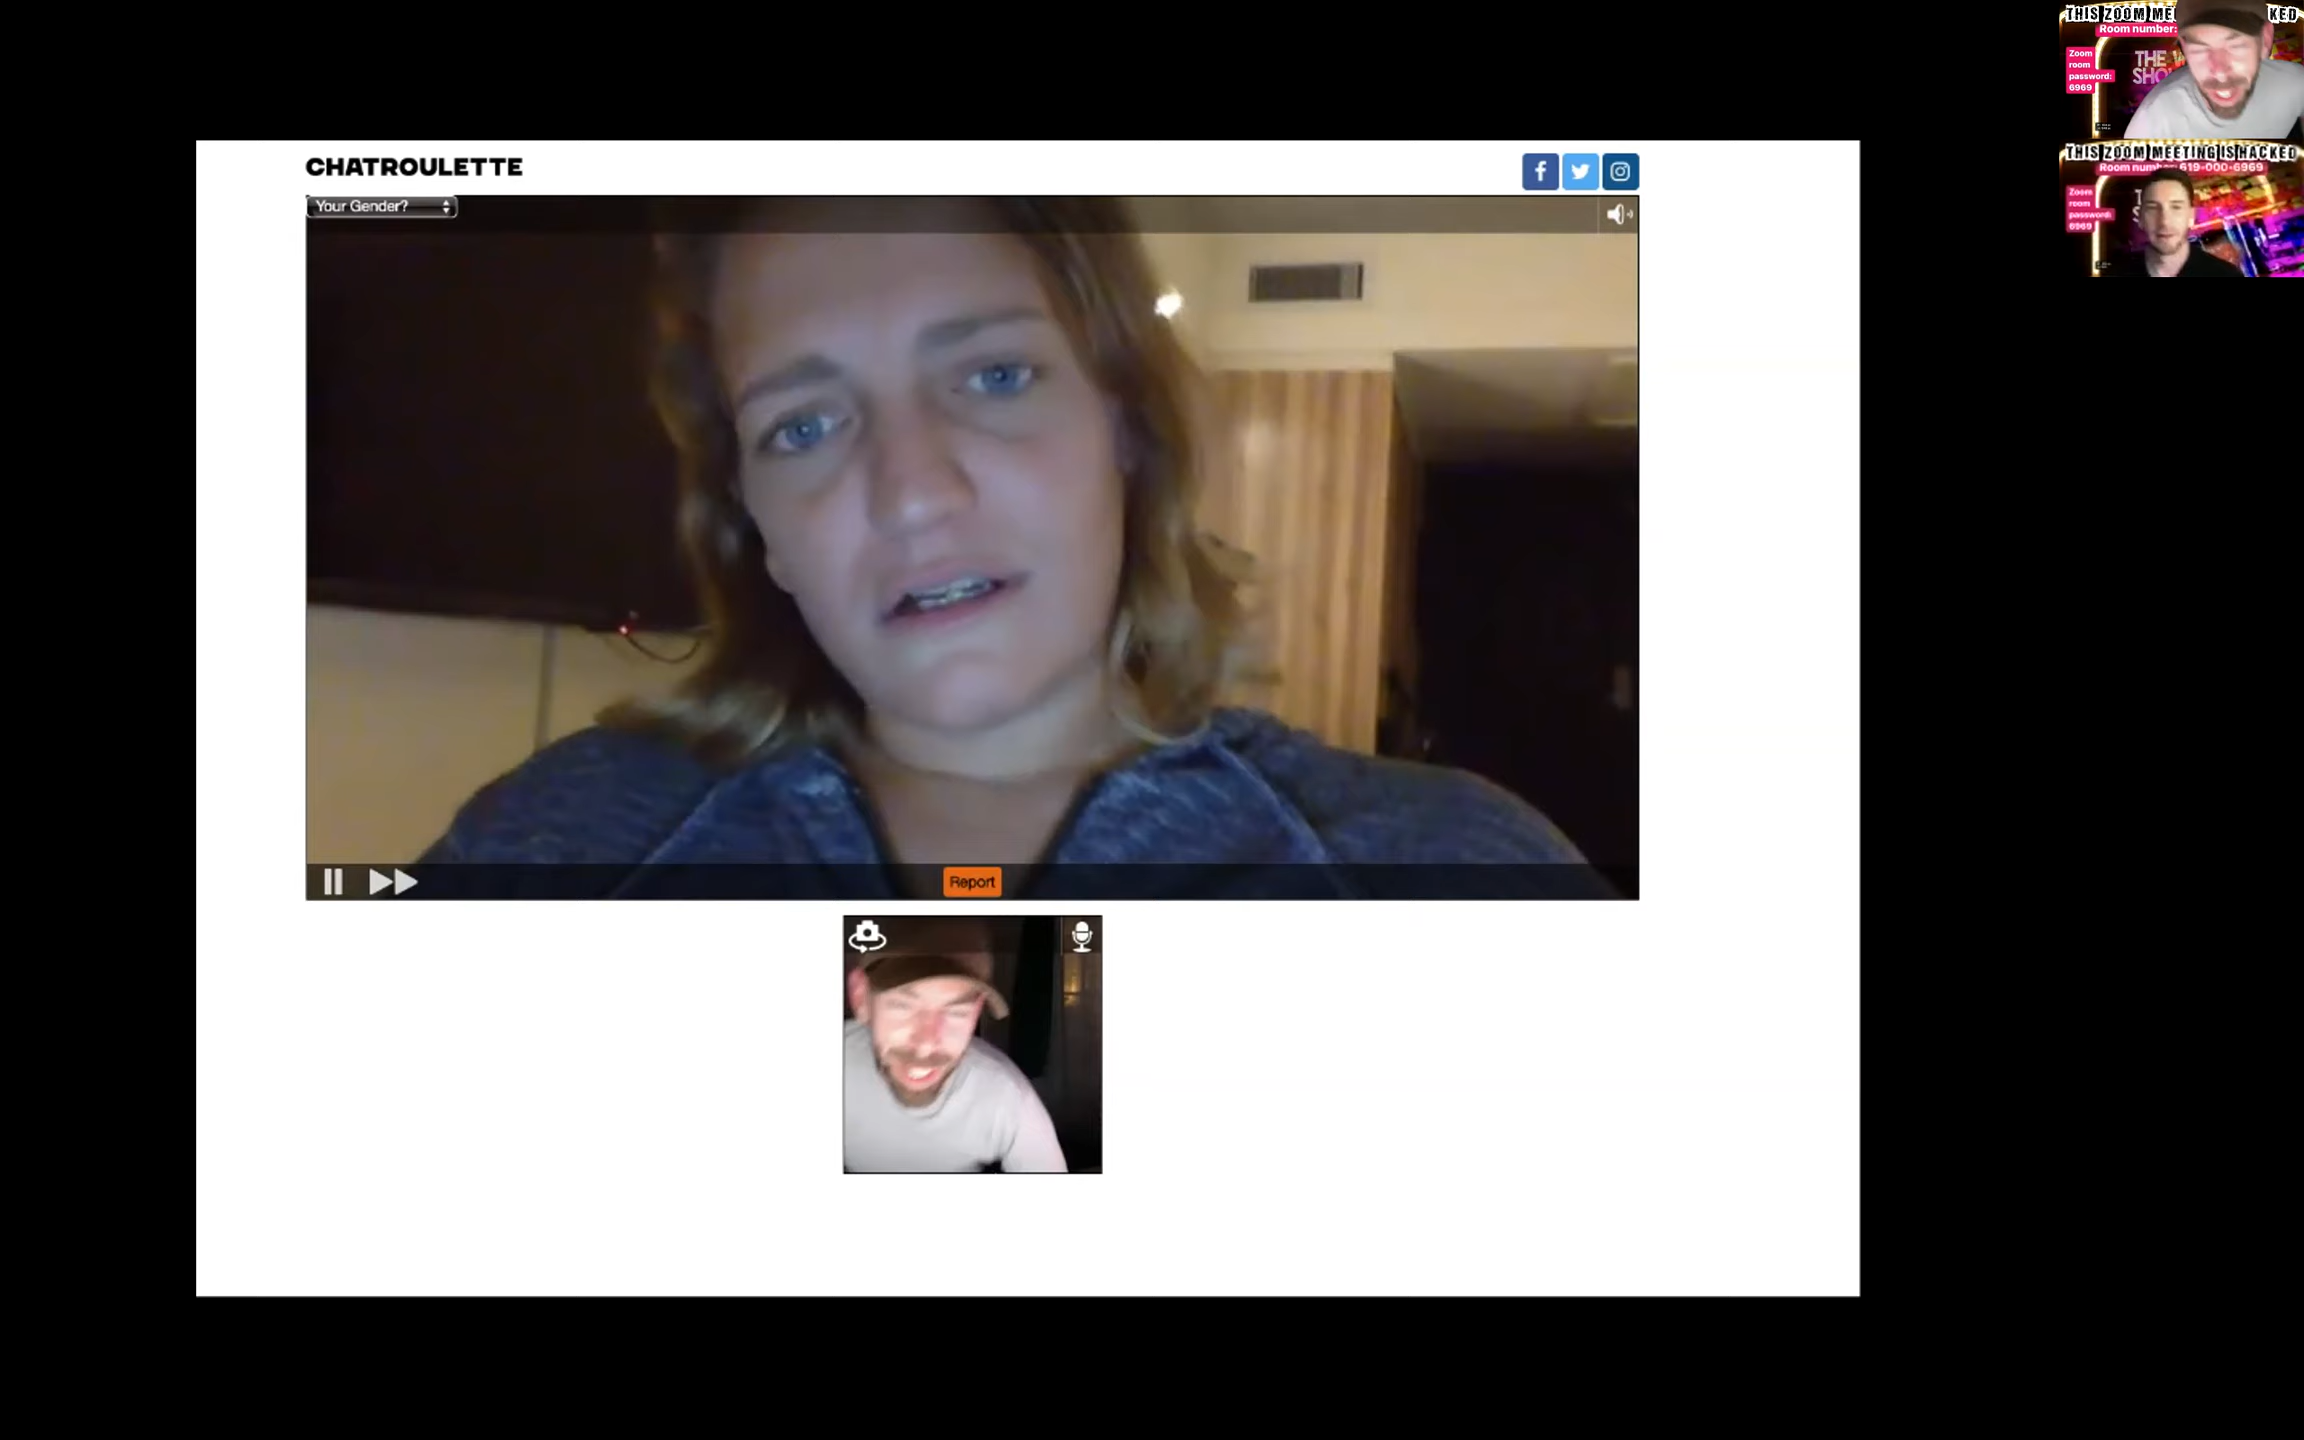 CHATROULETTE
Your Gender?
Report
THIS ZOOM
KED
Room number:
Zoom
room
password:
6969
THE
THIS ZOOM MEETING IS HACKED
619-000-6969
Zoom
room
password:
6969